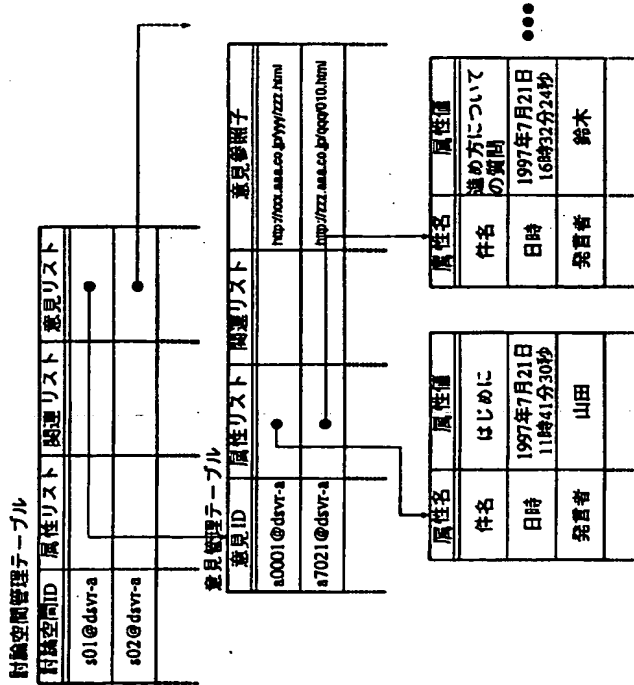 討論空間管理テーブル
討論空間ID 属性リスト 関連リスト 意見リスト
s01@dsvr-a
s02@dsvr-a
意見管理テーブル
意見ID 属性リスト 関連リスト 意見参照子
a0001@dsvr-a http://xxx.aaa.co.jp/yyy/zzz.html
a7021@dsvr-a http://zzz.aaa.co.jp/qqq/010.html
属性名 属性値
件名 はじめに
日時 1997年7月21日
11時41分30秒
発言者 山田
属性名 属性値
件名 進め方について
の質問
日時 1997年7月21日
16時32分24秒
発言者 鈴木